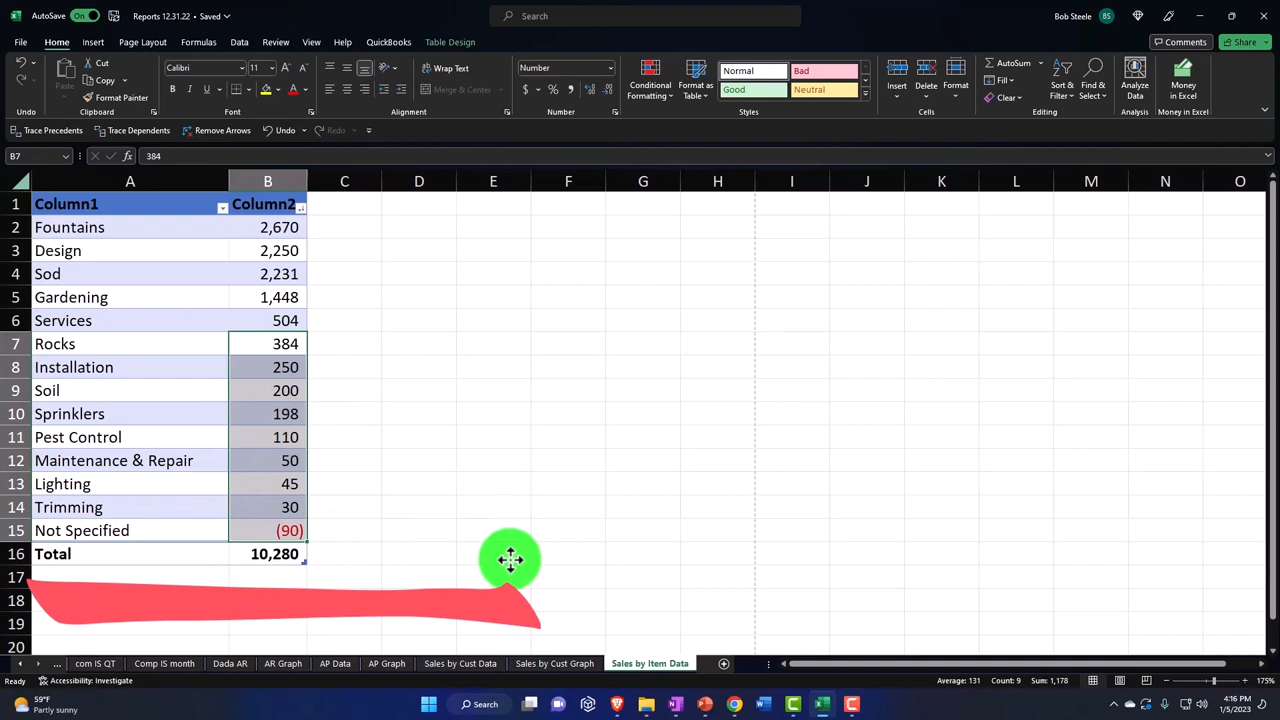 AutoSave On Reports 12.31.22 • Saved Search Bob Steele BS
File Home Insert Page Layout Formulas Data Review View Help QuickBooks Table Design Comments Share
Undo
Paste Cut Copy Format Painter Clipboard
Calibri 11 B I U Font
Wrap Text Merge & Center Alignment
Number $ % Number
Conditional Formatting Format as Table Normal Bad Good Neutral Styles
Insert Delete Format Cells
AutoSum Fill Clear Sort & Filter Find & Select Editing
Analyze Data Analysis
Money in Excel Money in Excel
Trace Precedents Trace Dependents Remove Arrows Undo Redo
B7 fx 384
A B C D E F G H I J K L M N O
1 Column1 Column2
2 Fountains 2,670
3 Design 2,250
4 Sod 2,231
5 Gardening 1,448
6 Services 504
7 Rocks 384
8 Installation 250
9 Soil 200
10 Sprinklers 198
11 Pest Control 110
12 Maintenance & Repair 50
13 Lighting 45
14 Trimming 30
15 Not Specified (90)
16 Total 10,280
17
18
19
20
... com IS QT Comp IS month Dada AR AR Graph AP Data AP Graph Sales by Cust Data Sales by Cust Graph Sales by Item Data
Ready Accessibility: Investigate Average: 131 Count: 9 Sum: 1,178 175%
59°F Search 4:16 PM
Partly sunny 1/5/2023